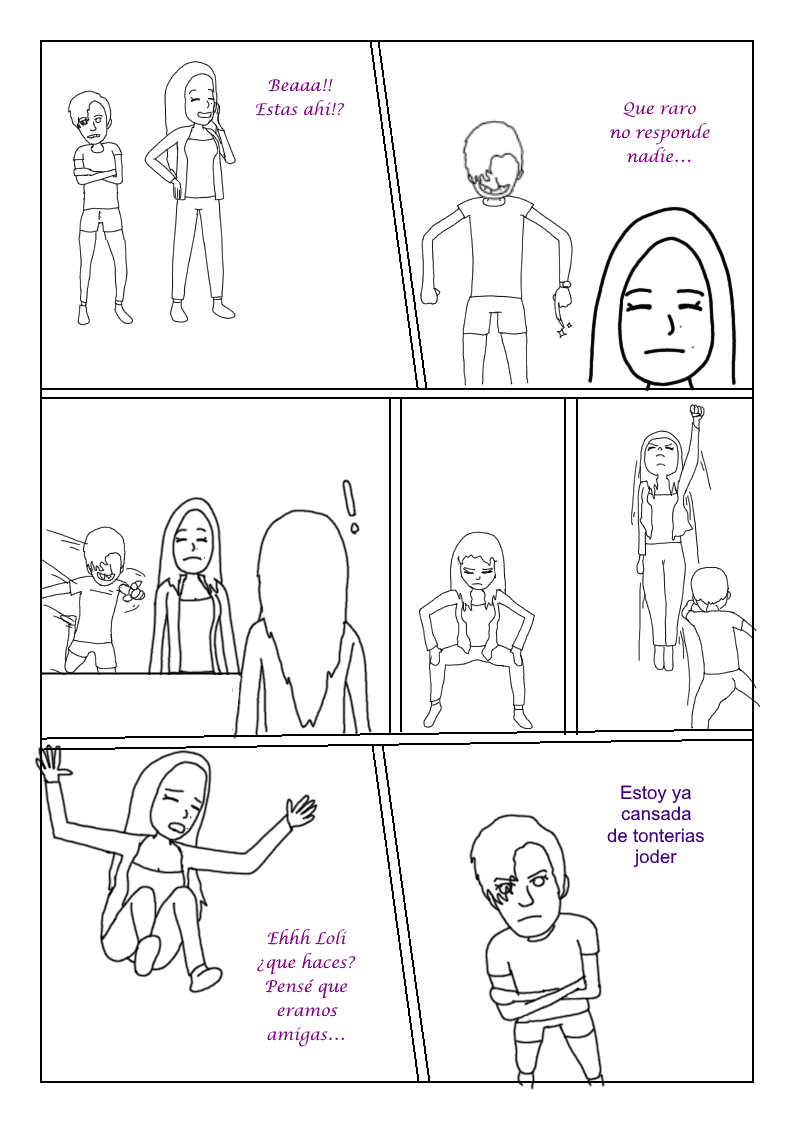 Beaaa!!
Estas ahi!?
Que raro
no responde
nadie...
!
Ehhh Loli
¿que haces?
Pensé que
eramos
amigas...
Estoy ya
cansada
de tonterias
joder